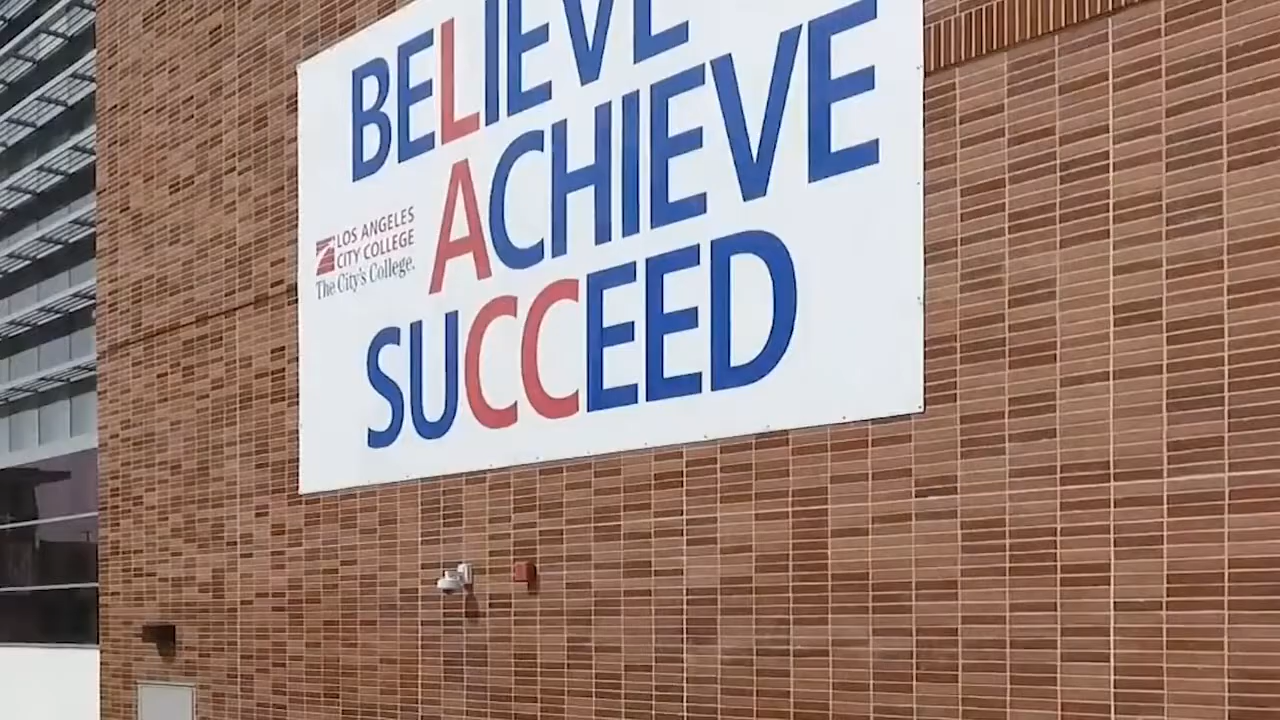 BELIEVE
ACHIEVE
LOS ANGELES
CITY COLLEGE
The City's College.
SUCCEED